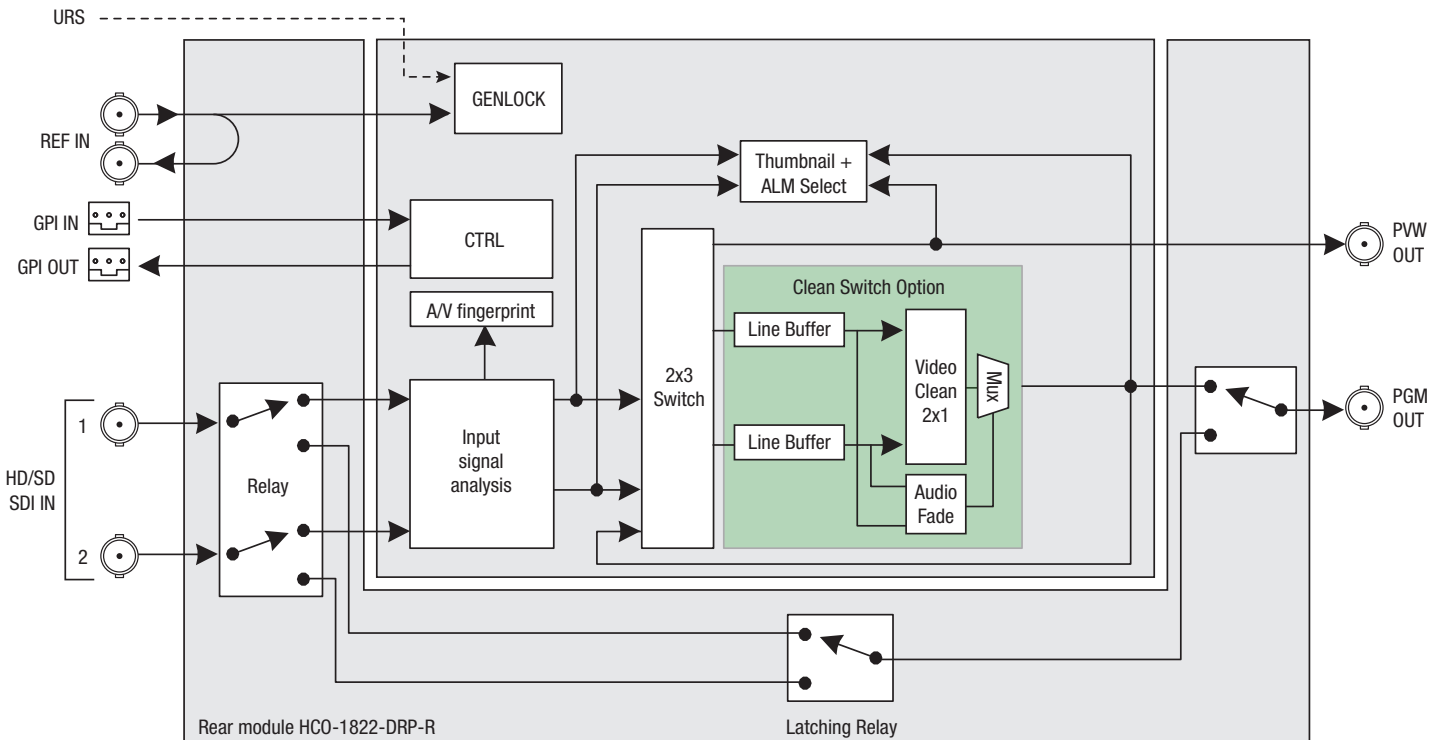 URS
GENLOCK
REF IN
Thumbnail +
ALM Select
GPI IN
CTRL
GPI OUT
PVW
OUT
A/V fingerprint
Clean Switch Option
Line Buffer
2x3
Switch
Video
Clean
2x1
Mux
Line Buffer
Audio
Fade
PGM
OUT
1
HD/SD
SDI IN
2
Relay
Input
signal
analysis
Rear module HCO-1822-DRP-R
Latching Relay